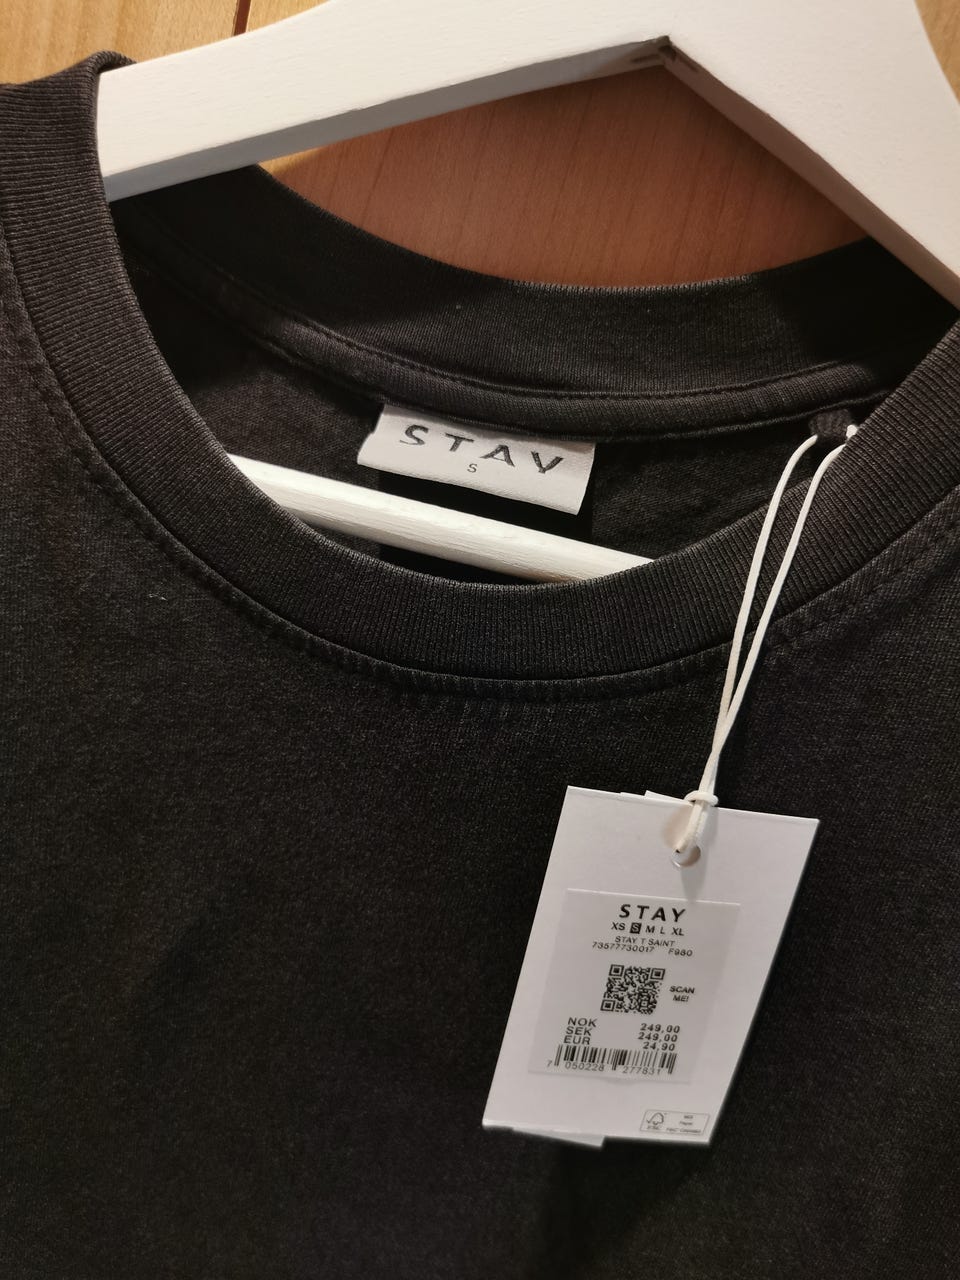 STAY
S
STAY
XS S M L XL
STAY T SAINT
73577730017 F980
SCAN
ME!
NOK 249,00
SEK 249,00
EUR 24,90
7 050228 277831
FSC